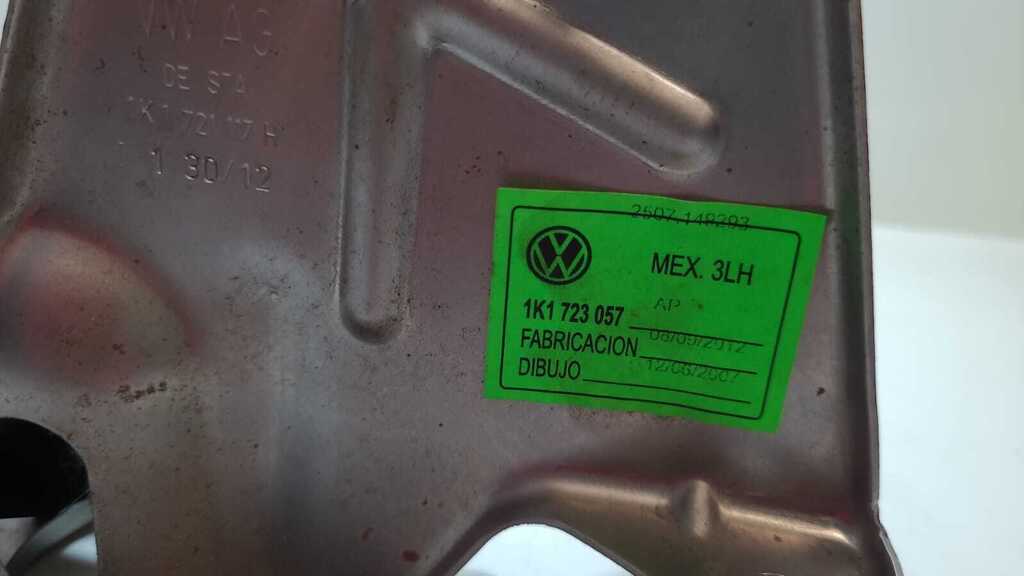 VW AG
DE STA
1K1 721 117 H
1 30/12
2507 148293
MEX. 3LH
1K1 723 057 AP
FABRICACION 08/09/2012
DIBUJO 12/06/2007